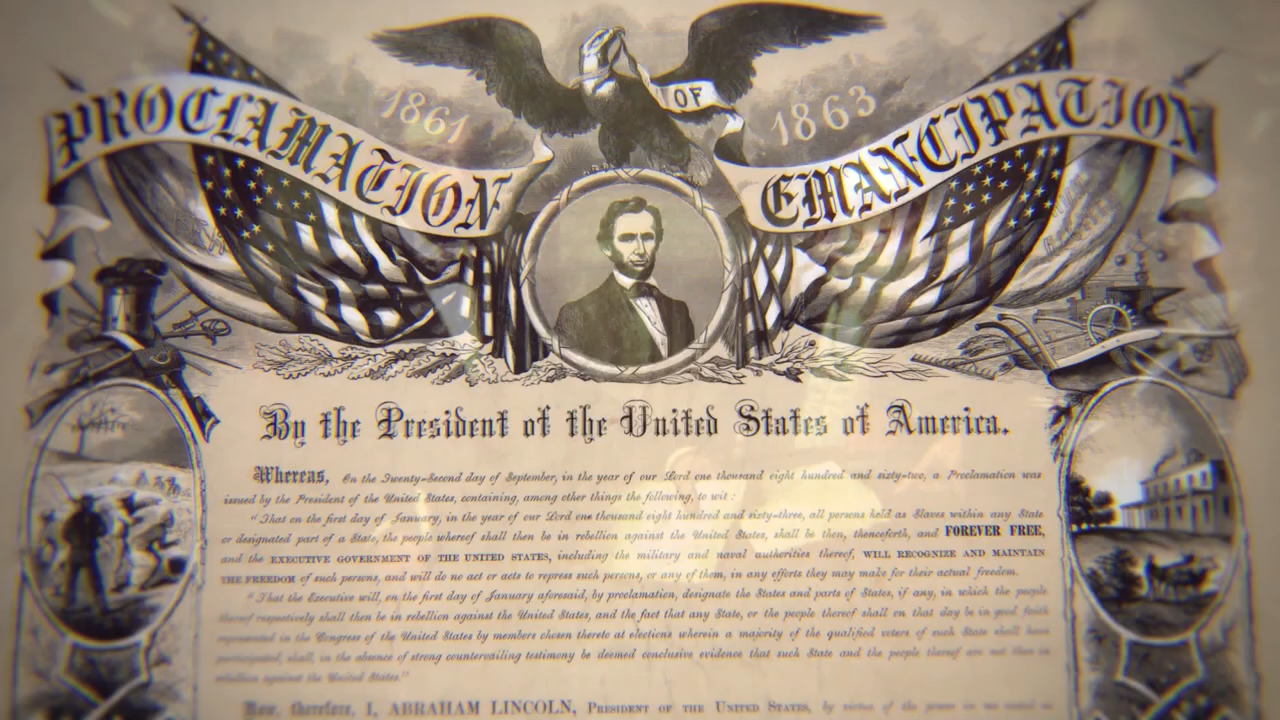 PROCLAMATION OF EMANCIPATION
1861 1863
By the President of the United States of America.
Whereas, On the Twenty-Second day of September, in the year of our Lord one thousand eight hundred and sixty-two, a Proclamation was
issued by the President of the United States, containing, among other things the following, to wit :
"That on the first day of January, in the year of our Lord one thousand eight hundred and sixty-three, all persons held as Slaves within any State
or designated part of a State, the people whereof shall then be in rebellion against the United States, shall be then, thenceforth, and FOREVER FREE,
and the EXECUTIVE GOVERNMENT OF THE UNITED STATES, including the military and naval authorities thereof, WILL RECOGNIZE AND MAINTAIN
THE FREEDOM of such persons, and will do no act or acts to repress such persons, or any of them, in any efforts they may make for their actual freedom.
"That the Executive will, on the first day of January aforesaid, by proclamation, designate the States and parts of States, if any, in which the people
thereof respectively shall then be in rebellion against the United States, and the fact that any State, or the people thereof shall on that day be in good faith
represented in the Congress of the United States by members chosen thereto at elections wherein a majority of the qualified voters of such State shall have
participated, shall, in the absence of strong countervailing testimony be deemed conclusive evidence that such State and the people thereof are not then in
rebellion against the United States."
Now, therefore, I, ABRAHAM LINCOLN, PRESIDENT OF THE UNITED STATES, by virtue of the power in me vested as